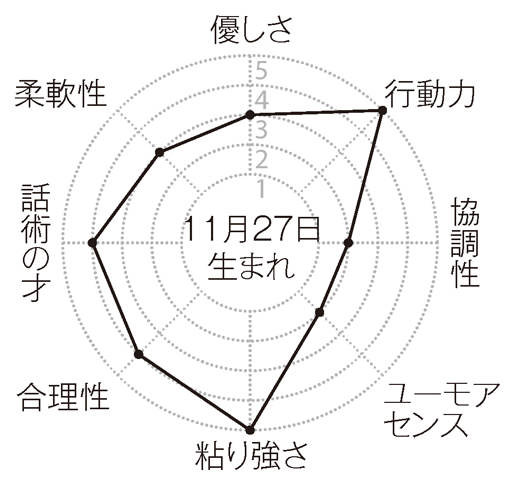 優しさ
行動力
協調性
ユーモア
センス
粘り強さ
合理性
話術の才
柔軟性
5
4
3
2
1
11月27日
生まれ